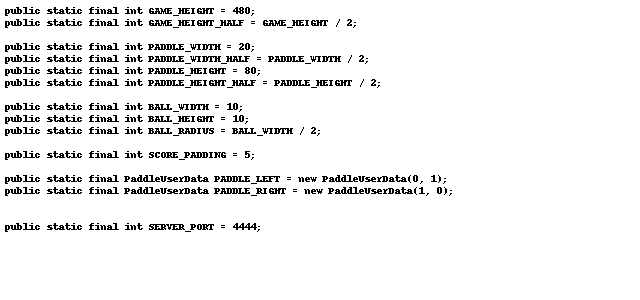 public static final int GAME_HEIGHT = 480;
public static final int GAME_HEIGHT_HALF = GAME_HEIGHT / 2;
public static final int PADDLE_WIDTH = 20;
public static final int PADDLE_WIDTH_HALF = PADDLE_WIDTH / 2;
public static final int PADDLE_HEIGHT = 80;
public static final int PADDLE_HEIGHT_HALF = PADDLE_HEIGHT / 2;
public static final int BALL_WIDTH = 10;
public static final int BALL_HEIGHT = 10;
public static final int BALL_RADIUS = BALL_WIDTH / 2;
public static final int SCORE_PADDING = 5;
public static final PaddleUserData PADDLE_LEFT = new PaddleUserData(0, 1);
public static final PaddleUserData PADDLE_RIGHT = new PaddleUserData(1, 0);
public static final int SERVER_PORT = 4444;